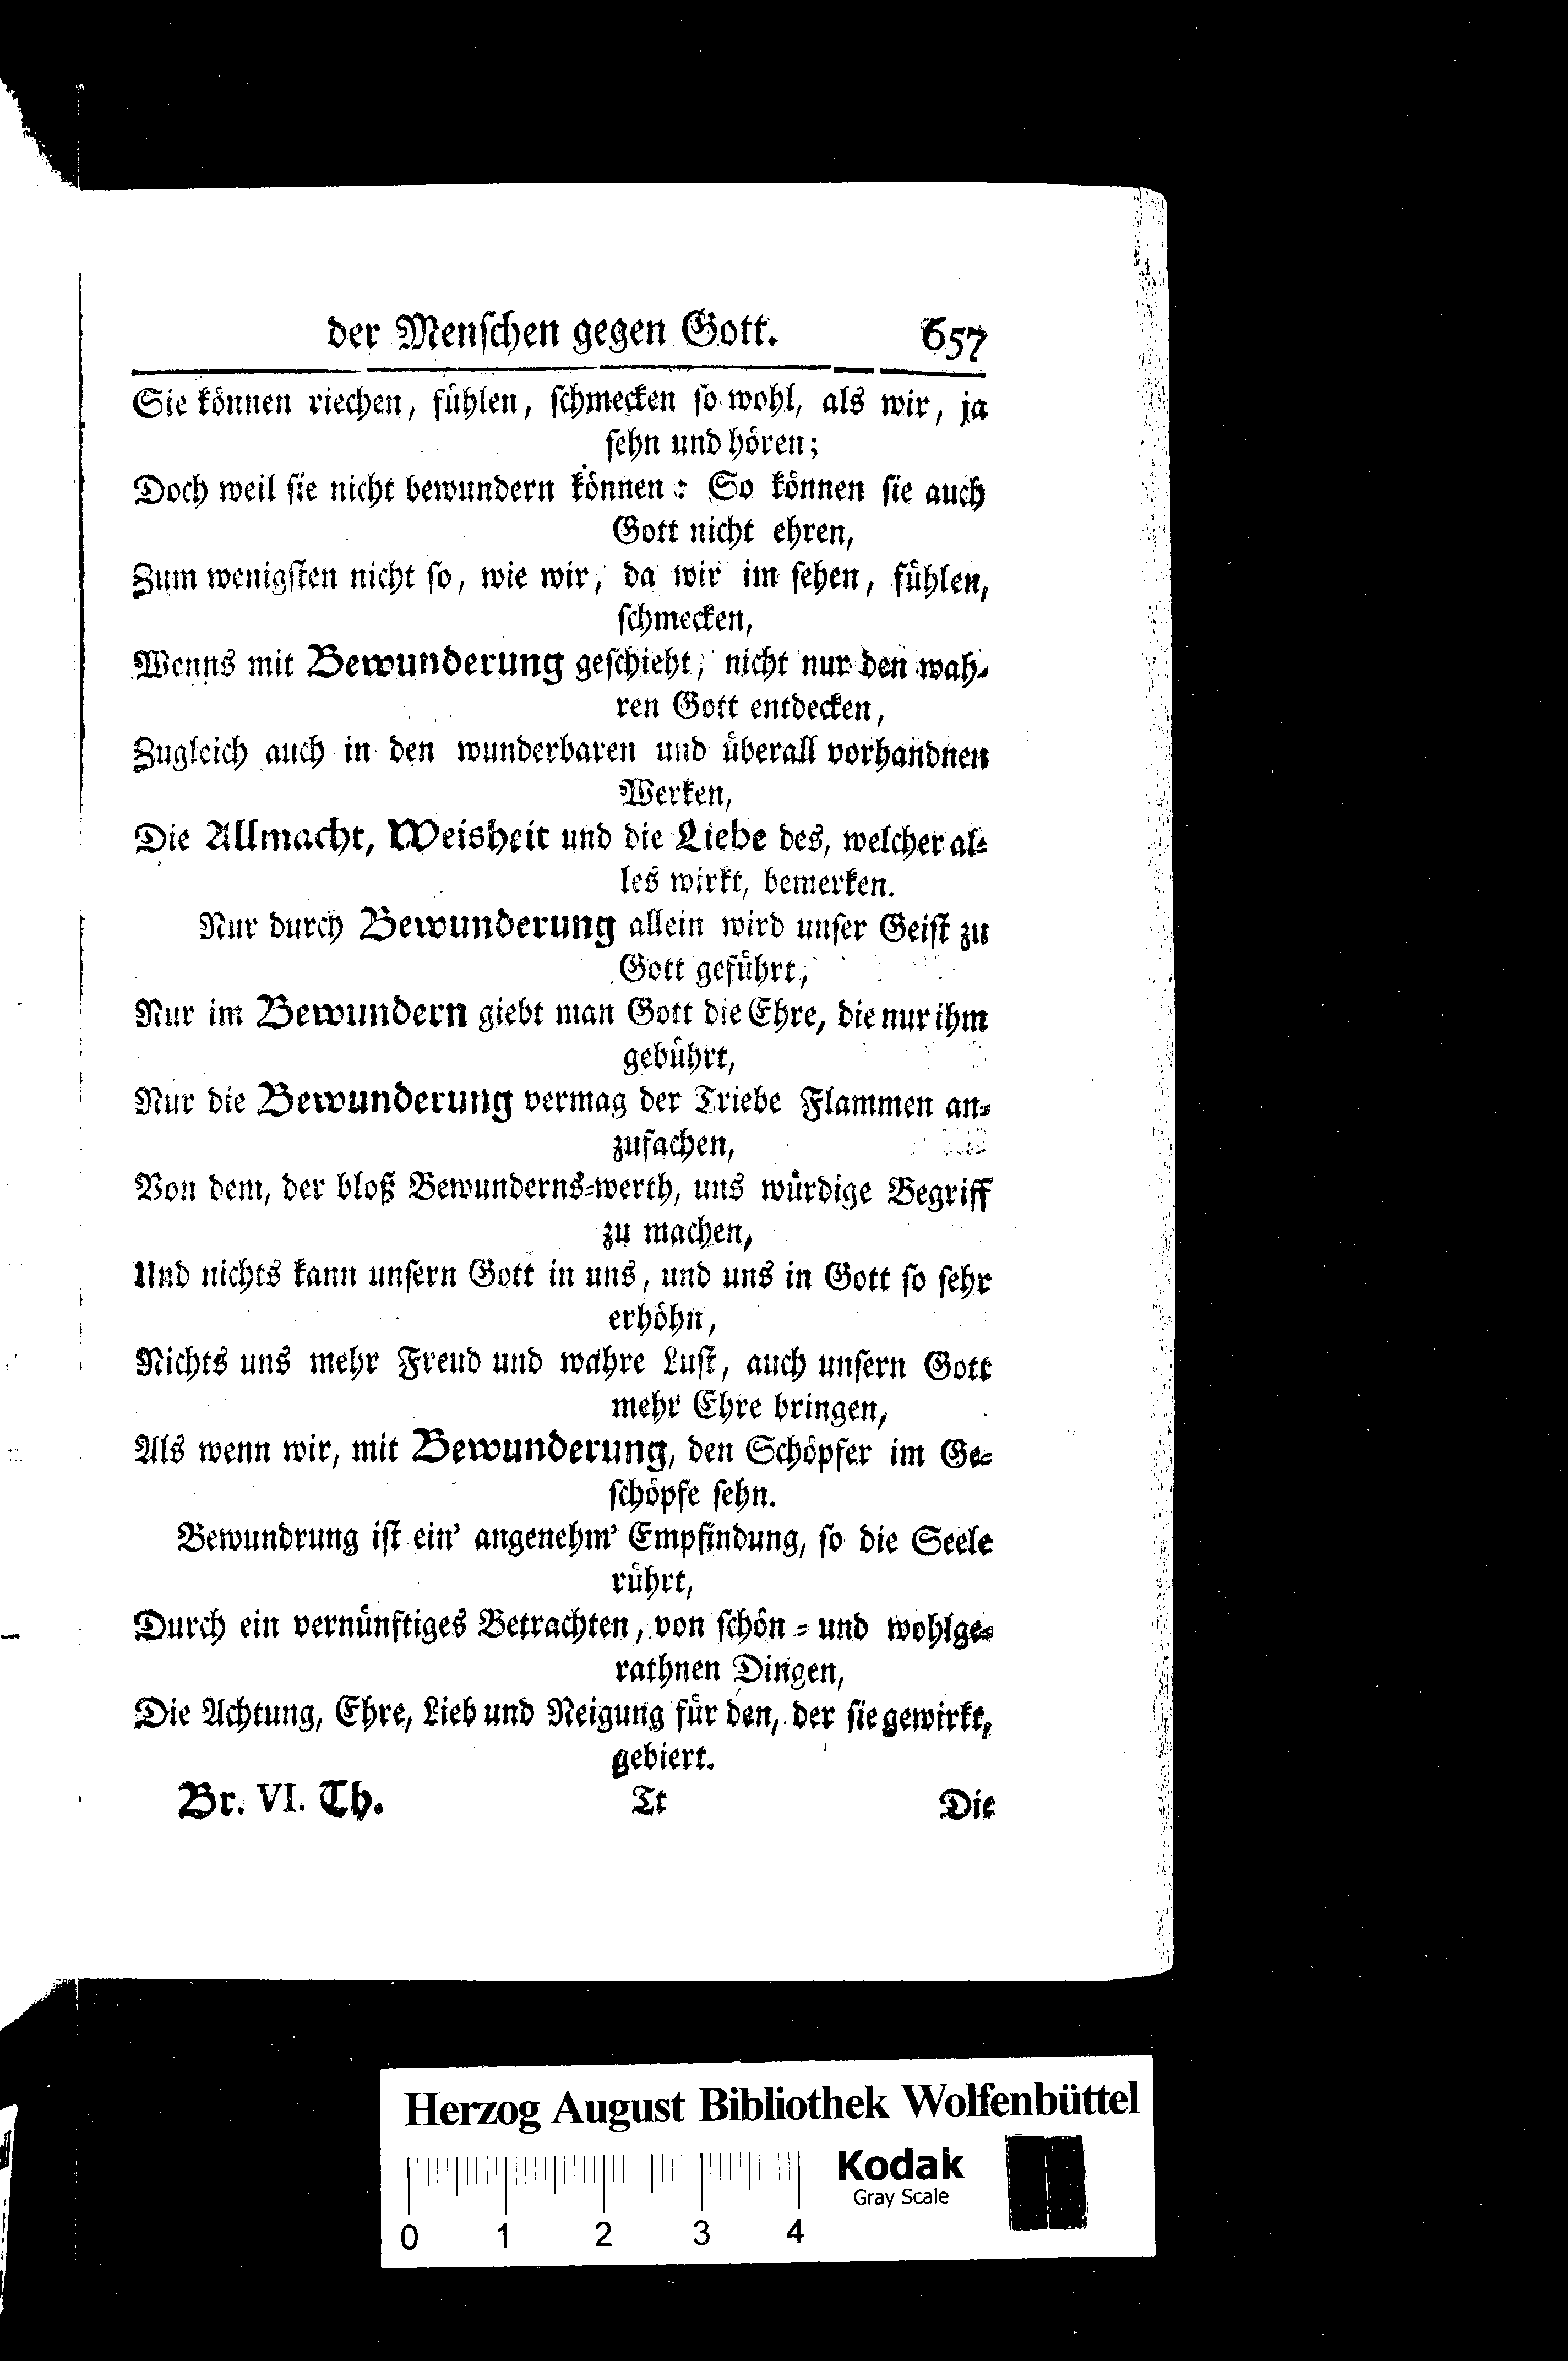 der Menschen gegen Gott. 657
Sie können riechen, fühlen, schmecken so wohl, als wir, ja
sehn und hören;
Doch weil sie nicht bewundern können: So können sie auch
Gott nicht ehren,
Zum wenigsten nicht so, wie wir, da wir im sehen, fühlen,
schmecken,
Wenns mit Bewunderung geschieht, nicht nur den wah-
ren Gott entdecken,
Zugleich auch in den wunderbaren und überall vorhandnen
Werken,
Die Allmacht, Weisheit und die Liebe des, welcher al-
les wirkt, bemerken.
Nur durch Bewunderung allein wird unser Geist zu
Gott geführt,
Nur im Bewundern giebt man Gott die Ehre, die nur ihm
gebührt,
Nur die Bewunderung vermag der Triebe Flammen an-
zufachen,
Von dem, der bloß Bewunderns-werth, uns würdige Begriff
zu machen,
Und nichts kann unsern Gott in uns, und uns in Gott so sehr
erhöhn,
Nichts uns mehr Freud und wahre Lust, auch unsern Gott
mehr Ehre bringen,
Als wenn wir, mit Bewunderung, den Schöpfer im Ge-
schöpfe sehn.
Bewundrung ist ein' angenehm' Empfindung, so die Seele
rührt,
Durch ein vernünftiges Betrachten, von schön- und wohlge-
rathnen Dingen,
Die Achtung, Ehre, Lieb und Neigung für den, der sie gewirkt,
gebiert.
Br. VI. Th. Tt Die
Herzog August Bibliothek Wolfenbüttel
Kodak
Gray Scale
0 1 2 3 4